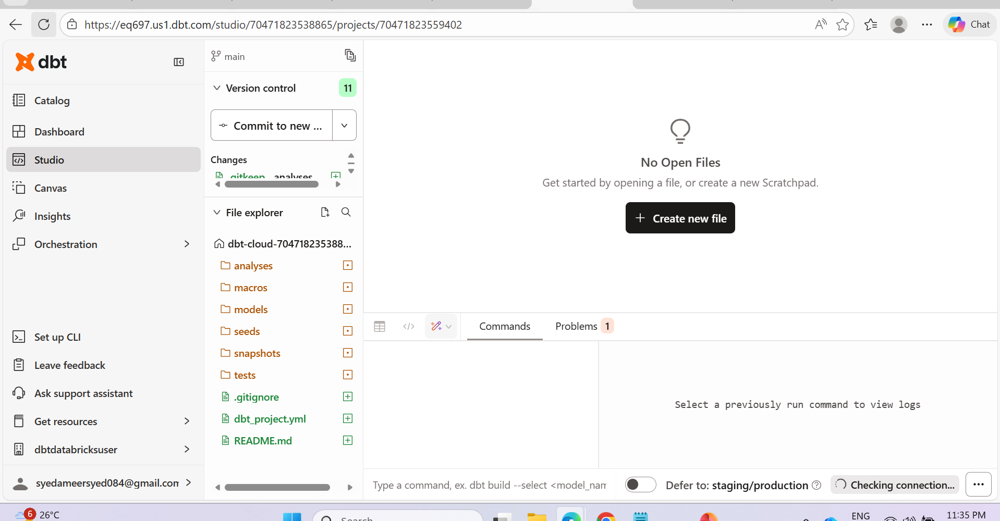 https://eq697.us1.dbt.com/studio/70471823538865/projects/70471823559402
Chat
dbt
Catalog
Dashboard
Studio
Canvas
Insights
Orchestration
Set up CLI
Leave feedback
Ask support assistant
Get resources
dbtdatabricksuser
syedameersyed084@gmail.com
main
Version control 11
Commit to new ...
Changes
.gitkeep analyses
File explorer
dbt-cloud-704718235388...
analyses
macros
models
seeds
snapshots
tests
.gitignore
dbt_project.yml
README.md
No Open Files
Get started by opening a file, or create a new Scratchpad.
+ Create new file
Commands Problems 1
Select a previously run command to view logs
Type a command, ex. dbt build --select <model_nam
Defer to: staging/production
Checking connection...
6 26°C
Search
ENG
11:35 PM